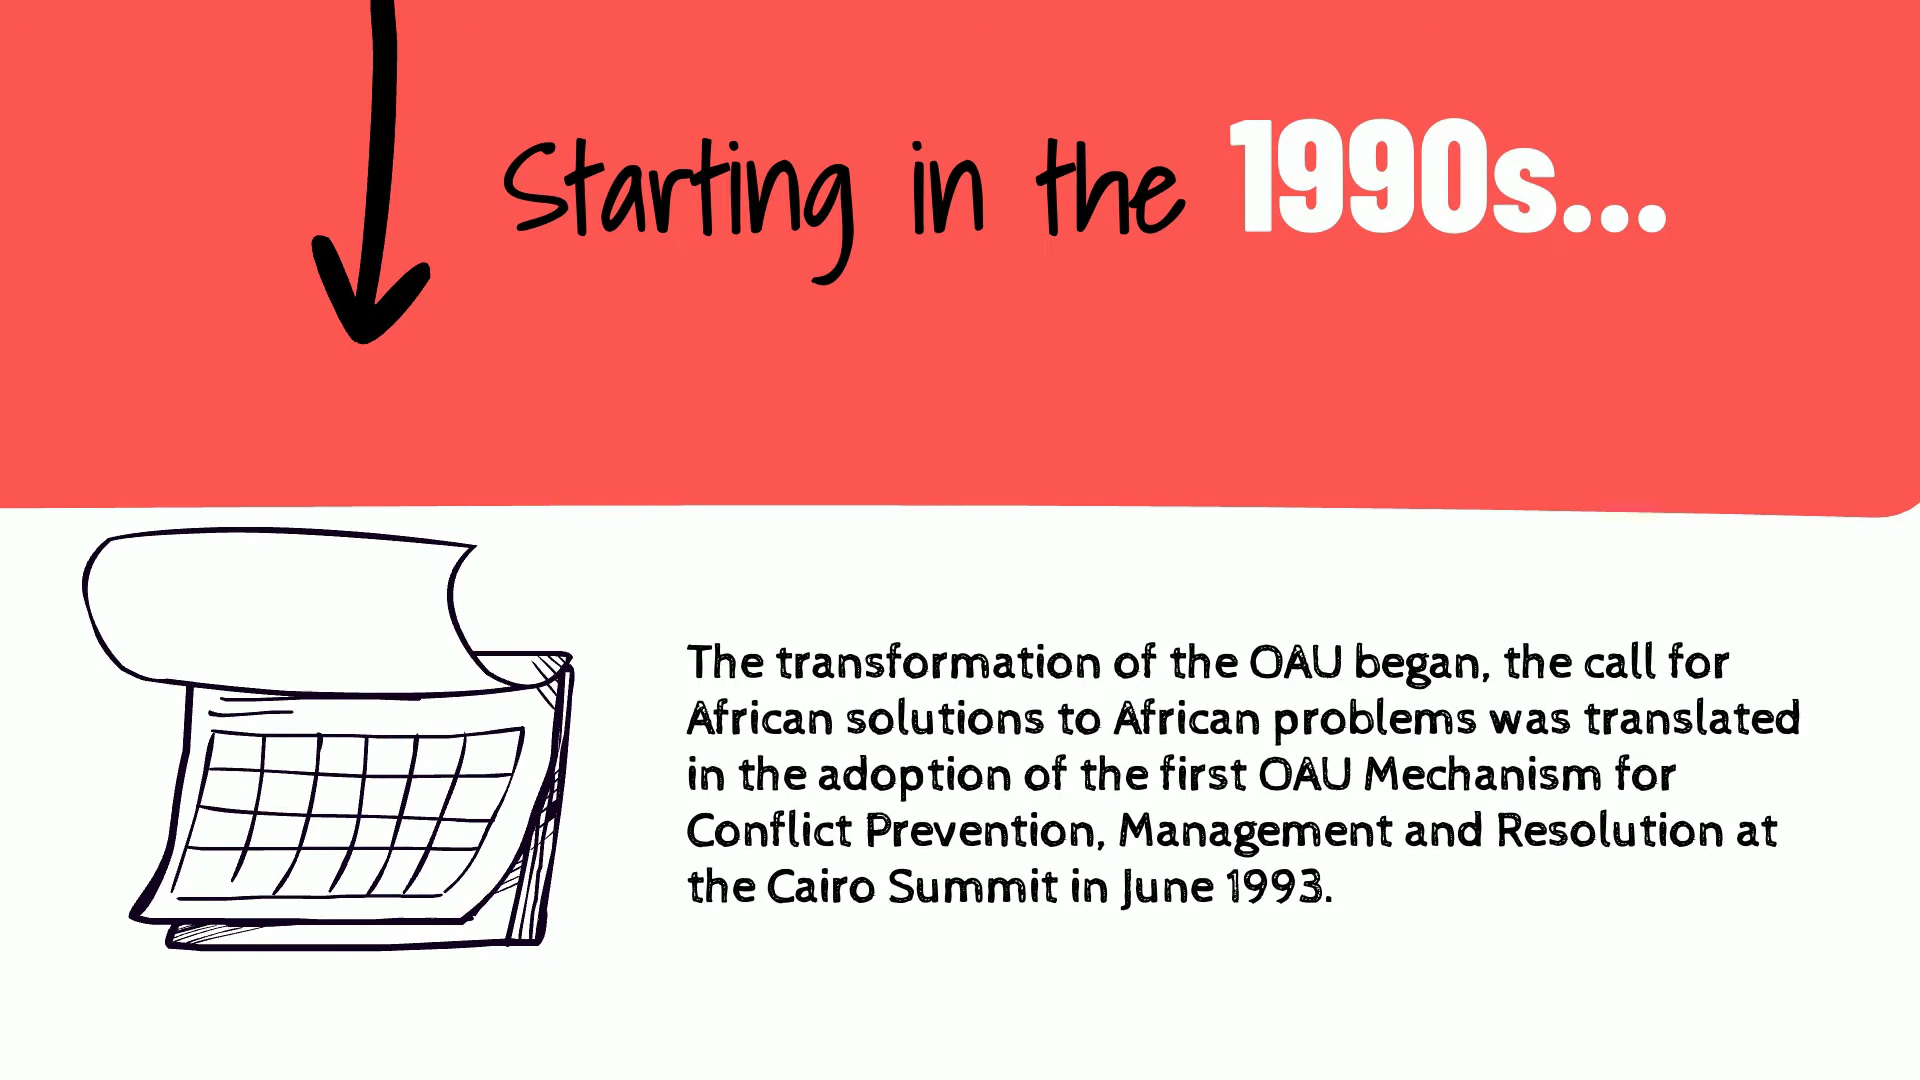 Starting in the 1990s...
The transformation of the OAU began, the call for
African solutions to African problems was translated
in the adoption of the first OAU Mechanism for
Conflict Prevention, Management and Resolution at
the Cairo Summit in June 1993.